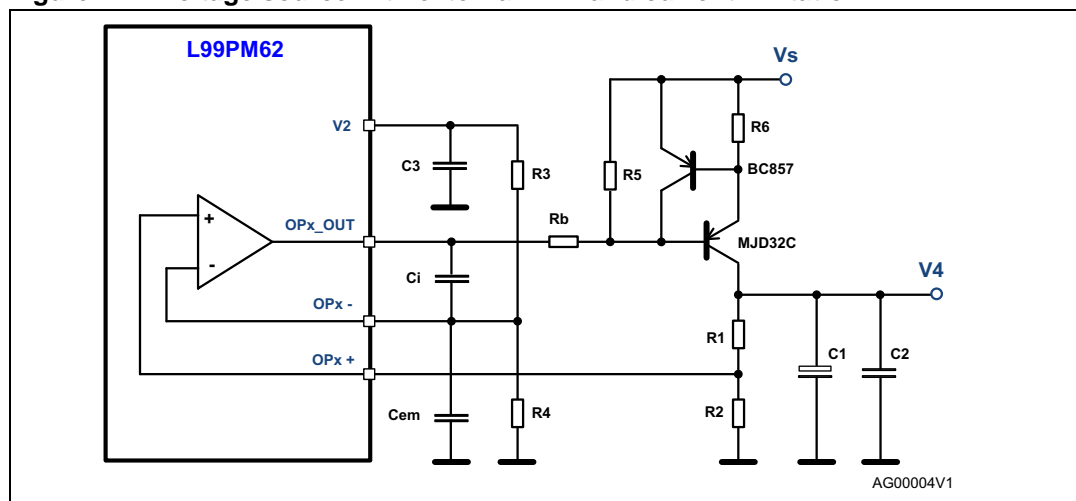 L99PM62
Vs
V2
R6
C3
R3
R5
BC857
OPx_OUT
Rb
MJD32C
+
-
V4
Ci
OPx -
R1
C1
C2
OPx +
Cem
R4
R2
AG00004V1